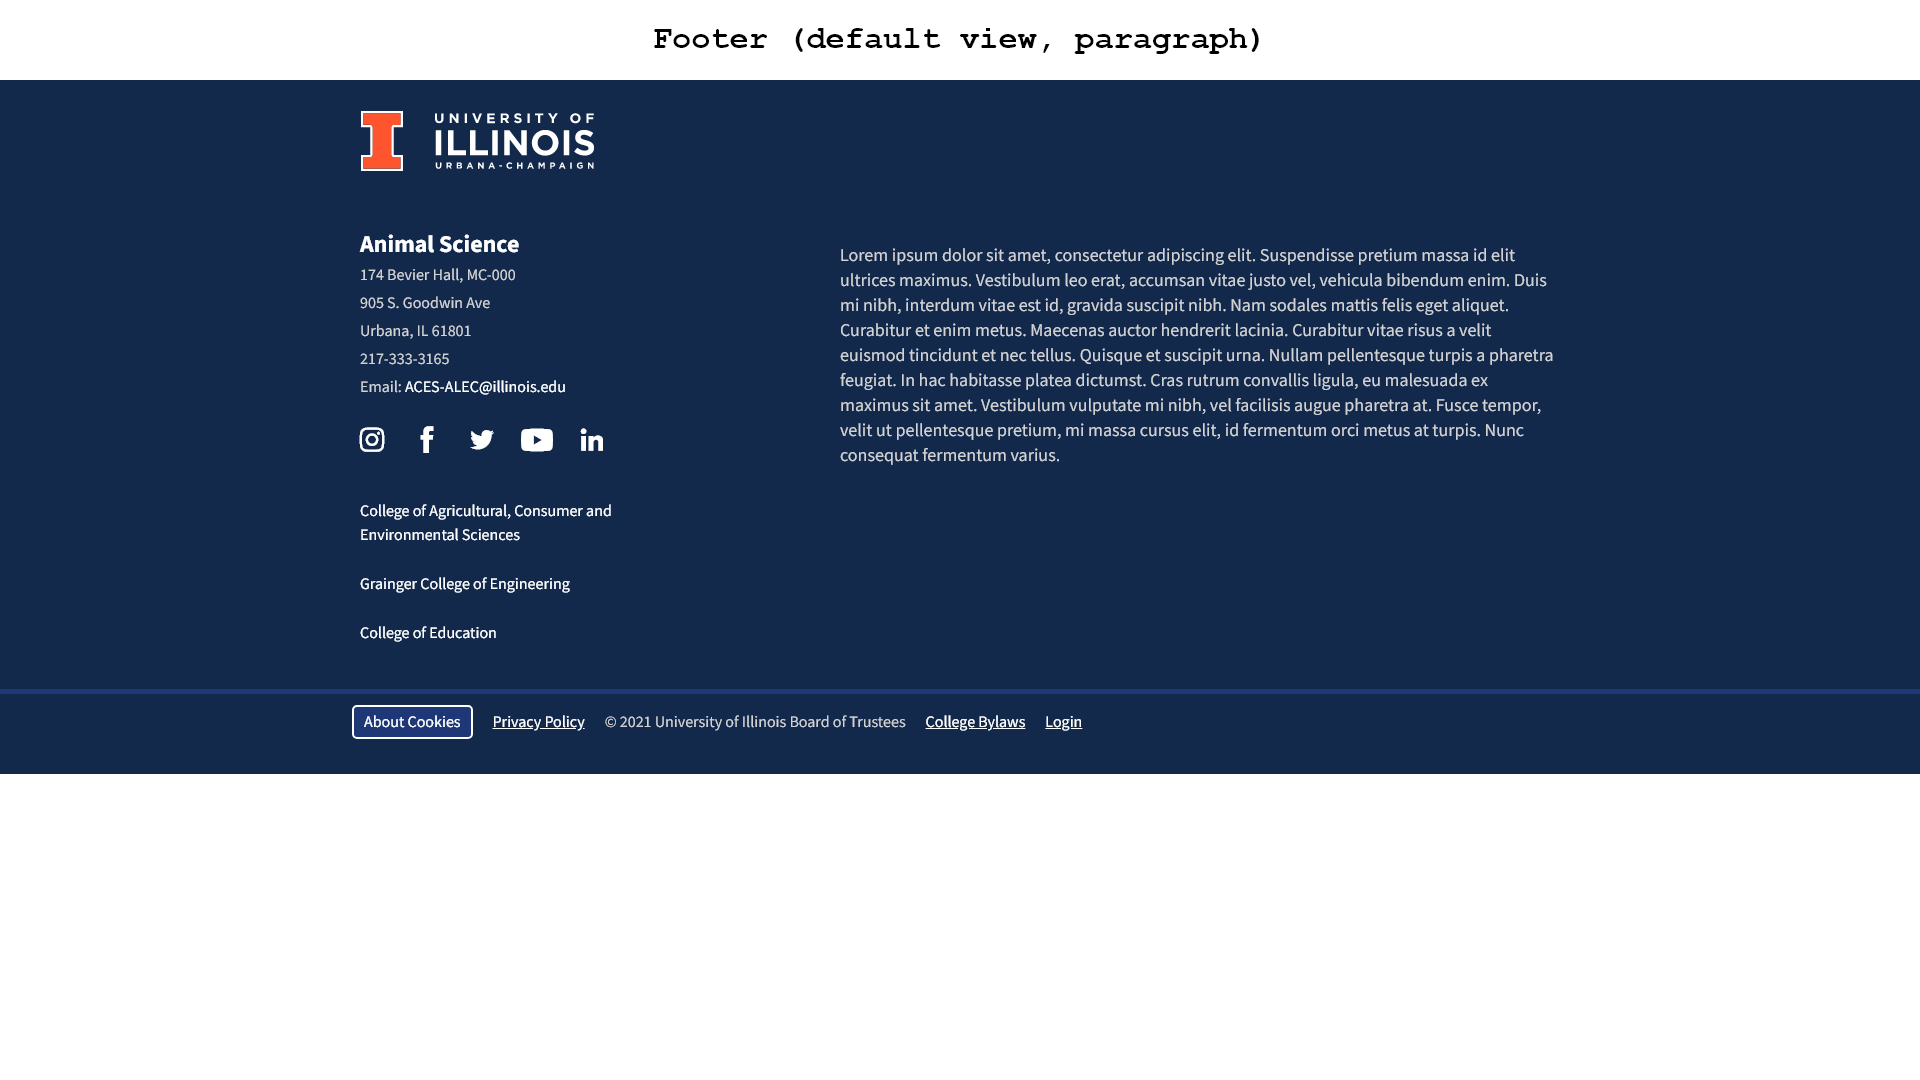 Footer (default view, paragraph)
UNIVERSITY OF
ILLINOIS
URBANA-CHAMPAIGN
Animal Science
174 Bevier Hall, MC-000
905 S. Goodwin Ave
Urbana, IL 61801
217-333-3165
Email: ACES-ALEC@illinois.edu
College of Agricultural, Consumer and
Environmental Sciences
Grainger College of Engineering
College of Education
Lorem ipsum dolor sit amet, consectetur adipiscing elit. Suspendisse pretium massa id elit
ultrices maximus. Vestibulum leo erat, accumsan vitae justo vel, vehicula bibendum enim. Duis
mi nibh, interdum vitae est id, gravida suscipit nibh. Nam sodales mattis felis eget aliquet.
Curabitur et enim metus. Maecenas auctor hendrerit lacinia. Curabitur vitae risus a velit
euismod tincidunt et nec tellus. Quisque et suscipit urna. Nullam pellentesque turpis a pharetra
feugiat. In hac habitasse platea dictumst. Cras rutrum convallis ligula, eu malesuada ex
maximus sit amet. Vestibulum vulputate mi nibh, vel facilisis augue pharetra at. Fusce tempor,
velit ut pellentesque pretium, mi massa cursus elit, id fermentum orci metus at turpis. Nunc
consequat fermentum varius.
About Cookies Privacy Policy © 2021 University of Illinois Board of Trustees College Bylaws Login